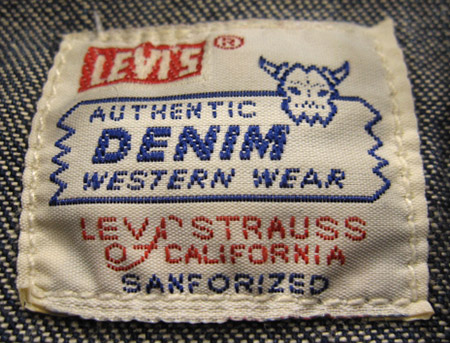 LEVI'S ®
AUTHENTIC
DENIM
WESTERN WEAR
LEVI STRAUSS
of CALIFORNIA
SANFORIZED